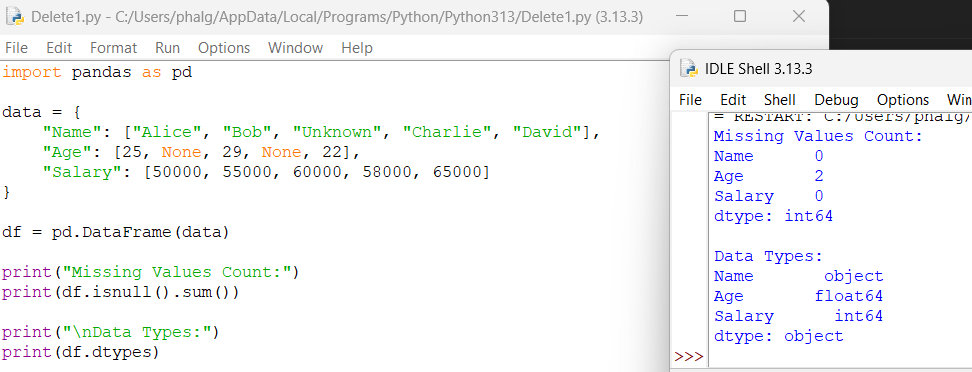 Delete1.py - C:/Users/phalg/AppData/Local/Programs/Python/Python313/Delete1.py (3.13.3)
File Edit Format Run Options Window Help
import pandas as pd
data = {
    "Name": ["Alice", "Bob", "Unknown", "Charlie", "David"],
    "Age": [25, None, 29, None, 22],
    "Salary": [50000, 55000, 60000, 58000, 65000]
}
df = pd.DataFrame(data)
print("Missing Values Count:")
print(df.isnull().sum())
print("\nData Types:")
print(df.dtypes)
IDLE Shell 3.13.3
File Edit Shell Debug Options Win
= RESTART: C:/Users/phalg/
Missing Values Count:
Name      0
Age       2
Salary    0
dtype: int64
Data Types:
Name       object
Age       float64
Salary      int64
dtype: object
>>>